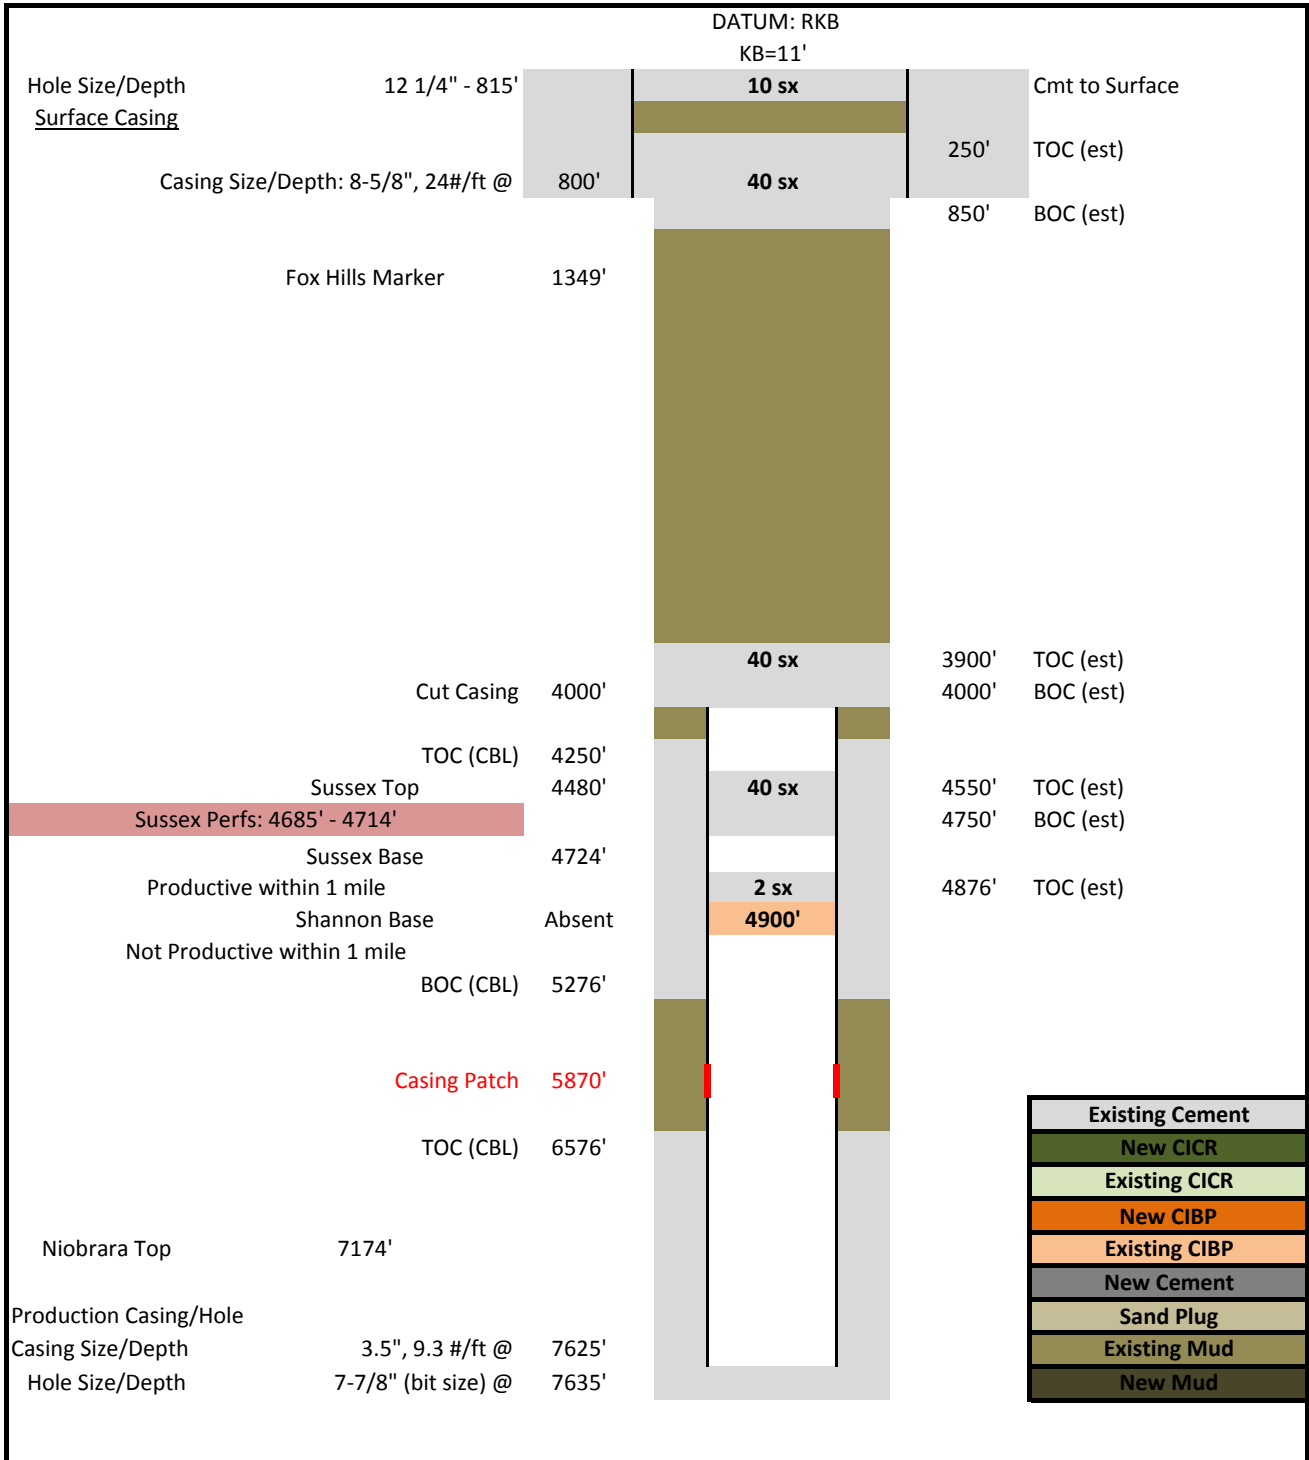 DATUM: RKB
KB=11'
Hole Size/Depth 12 1/4" - 815' 10 sx Cmt to Surface
Surface Casing
250' TOC (est)
Casing Size/Depth: 8-5/8", 24#/ft @ 800' 40 sx
850' BOC (est)
Fox Hills Marker 1349'
40 sx 3900' TOC (est)
Cut Casing 4000' 4000' BOC (est)
TOC (CBL) 4250'
Sussex Top 4480' 40 sx 4550' TOC (est)
Sussex Perfs: 4685' - 4714' 4750' BOC (est)
Sussex Base 4724'
Productive within 1 mile 2 sx 4876' TOC (est)
Shannon Base Absent 4900'
Not Productive within 1 mile
BOC (CBL) 5276'
Casing Patch 5870'
Existing Cement
TOC (CBL) 6576' New CICR
Existing CICR
New CIBP
Niobrara Top 7174' Existing CIBP
New Cement
Production Casing/Hole Sand Plug
Casing Size/Depth 3.5", 9.3 #/ft @ 7625' Existing Mud
Hole Size/Depth 7-7/8" (bit size) @ 7635' New Mud